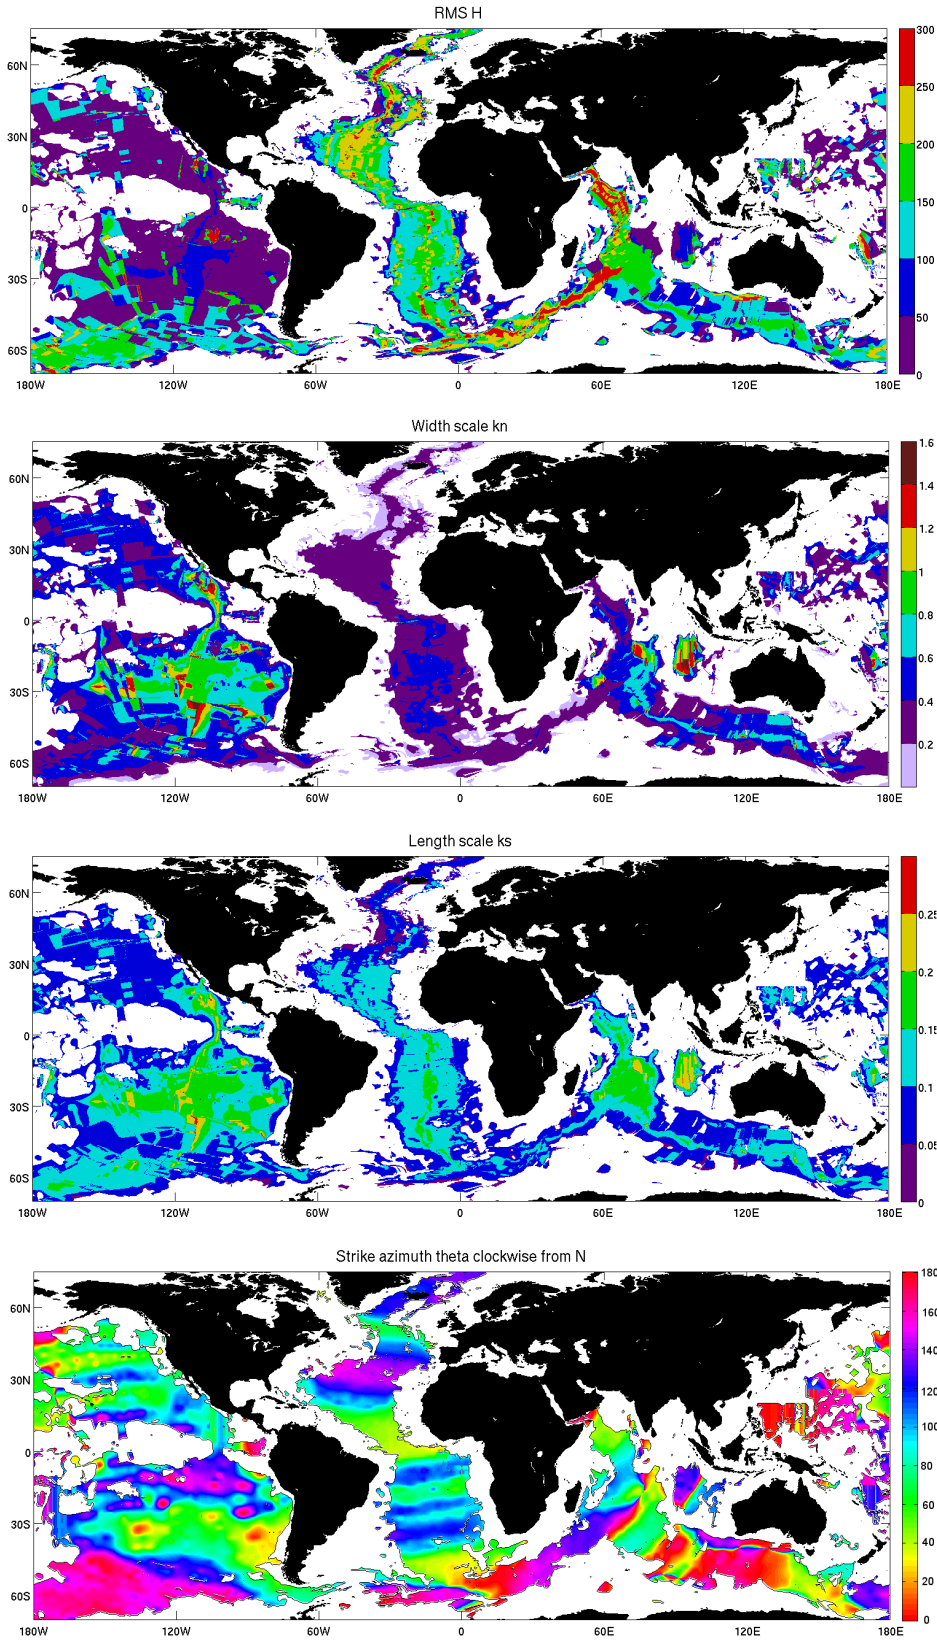 RMS H
60N
30N
0
30S
60S
180W 120W 60W 0 60E 120E 180E
300
250
200
150
100
50
0
Width scale kn
60N
30N
0
30S
60S
180W 120W 60W 0 60E 120E 180E
1.6
1.4
1.2
1
0.8
0.6
0.4
0.2
Length scale ks
60N
30N
0
30S
60S
180W 120W 60W 0 60E 120E 180E
0.25
0.2
0.15
0.1
0.05
0
Strike azimuth theta clockwise from N
60N
30N
0
30S
60S
180W 120W 60W 0 60E 120E 180E
180
160
140
120
100
80
60
40
20
0